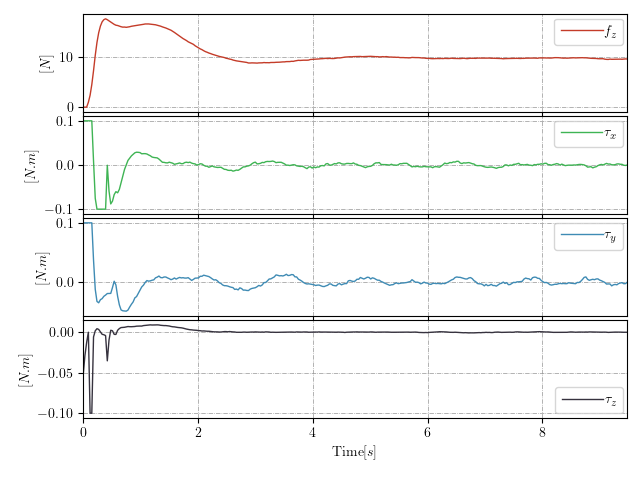 [N]
10
0
f_z
[N.m]
0.1
0.0
−0.1
τ_x
[N.m]
0.1
0.0
τ_y
[N.m]
0.00
−0.05
−0.10
τ_z
0 2 4 6 8
Time[s]